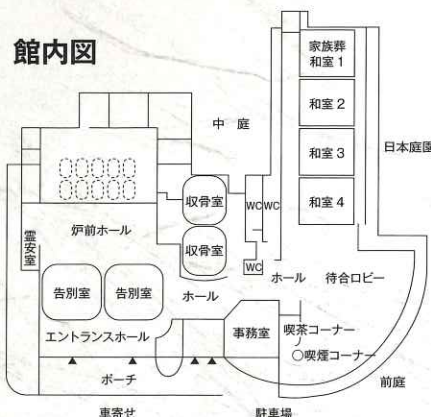 館内図
家族葬
和室 1
和室 2
和室 3
和室 4
中 庭
日本庭園
収骨室
収骨室
WC
WC
WC
炉前ホール
霊安室
告別室
告別室
ホール
ホール
待合ロビー
エントランスホール
事務室
喫茶コーナー
喫煙コーナー
ポーチ
前庭
車寄せ
駐車場